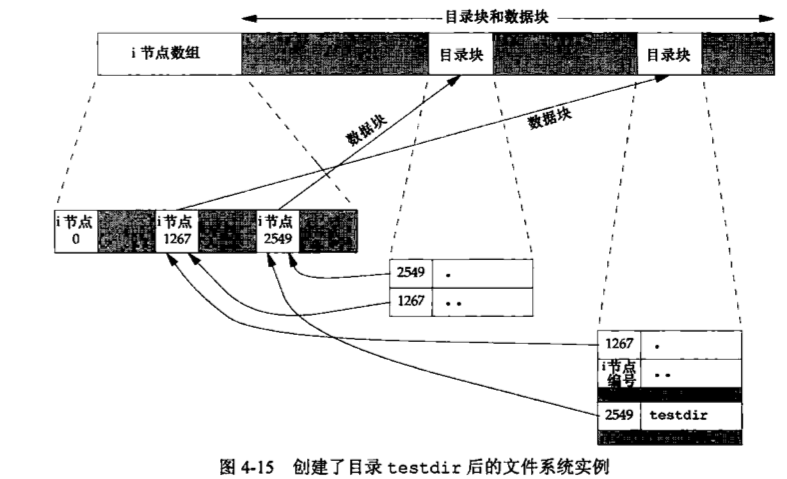 目录块和数据块
i 节点数组
目录块
目录块
数据块
数据块
i 节点
0
i 节点
1267
i 节点
2549
2549 .
1267 ..
1267 .
i 节点
编号 ..
2549 testdir
图 4-15 创建了目录 testdir 后的文件系统实例